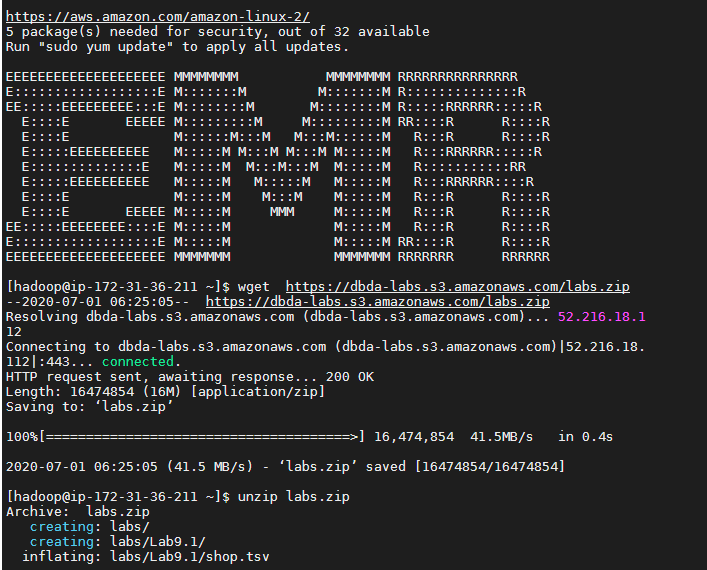 https://aws.amazon.com/amazon-linux-2/
5 package(s) needed for security, out of 32 available
Run "sudo yum update" to apply all updates.

EEEEEEEEEEEEEEEEEEEE MMMMMMMM           MMMMMMMM RRRRRRRRRRRRRRR
E::::::::::::::::::E M:::::::M         M:::::::M R::::::::::::::R
EE:::::EEEEEEEEE:::E M::::::::M       M::::::::M R:::::RRRRRR:::::R
  E::::E       EEEEE M:::::::::M     M:::::::::M RR::::R      R::::R
  E::::E             M::::::M:::M   M:::M::::::M   R:::R      R::::R
  E:::::EEEEEEEEEE   M:::::M M:::M M:::M M:::::M   R:::RRRRRR:::::R
  E::::::::::::::E   M:::::M  M:::M:::M  M:::::M   R:::::::::::RR
  E:::::EEEEEEEEEE   M:::::M   M:::::M   M:::::M   R:::RRRRRR::::R
  E::::E             M:::::M    M:::M    M:::::M   R:::R      R::::R
  E::::E       EEEEE M:::::M     MMM     M:::::M   R:::R      R::::R
EE:::::EEEEEEEE::::E M:::::M             M:::::M   R:::R      R::::R
E::::::::::::::::::E M:::::M             M:::::M RR::::R      R::::R
EEEEEEEEEEEEEEEEEEEE MMMMMMM             MMMMMMM RRRRRRR      RRRRRR

[hadoop@ip-172-31-36-211 ~]$ wget  https://dbda-labs.s3.amazonaws.com/labs.zip
--2020-07-01 06:25:05--  https://dbda-labs.s3.amazonaws.com/labs.zip
Resolving dbda-labs.s3.amazonaws.com (dbda-labs.s3.amazonaws.com)... 52.216.18.1
12
Connecting to dbda-labs.s3.amazonaws.com (dbda-labs.s3.amazonaws.com)|52.216.18.
112|:443... connected.
HTTP request sent, awaiting response... 200 OK
Length: 16474854 (16M) [application/zip]
Saving to: ‘labs.zip’

100%[======================================>] 16,474,854  41.5MB/s   in 0.4s

2020-07-01 06:25:05 (41.5 MB/s) - ‘labs.zip’ saved [16474854/16474854]

[hadoop@ip-172-31-36-211 ~]$ unzip labs.zip
Archive:  labs.zip
   creating: labs/
   creating: labs/Lab9.1/
  inflating: labs/Lab9.1/shop.tsv